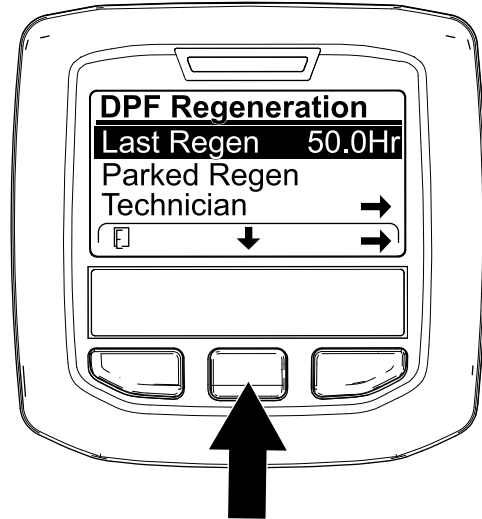 DPF Regeneration
Last Regen 50.0Hr
Parked Regen
Technician